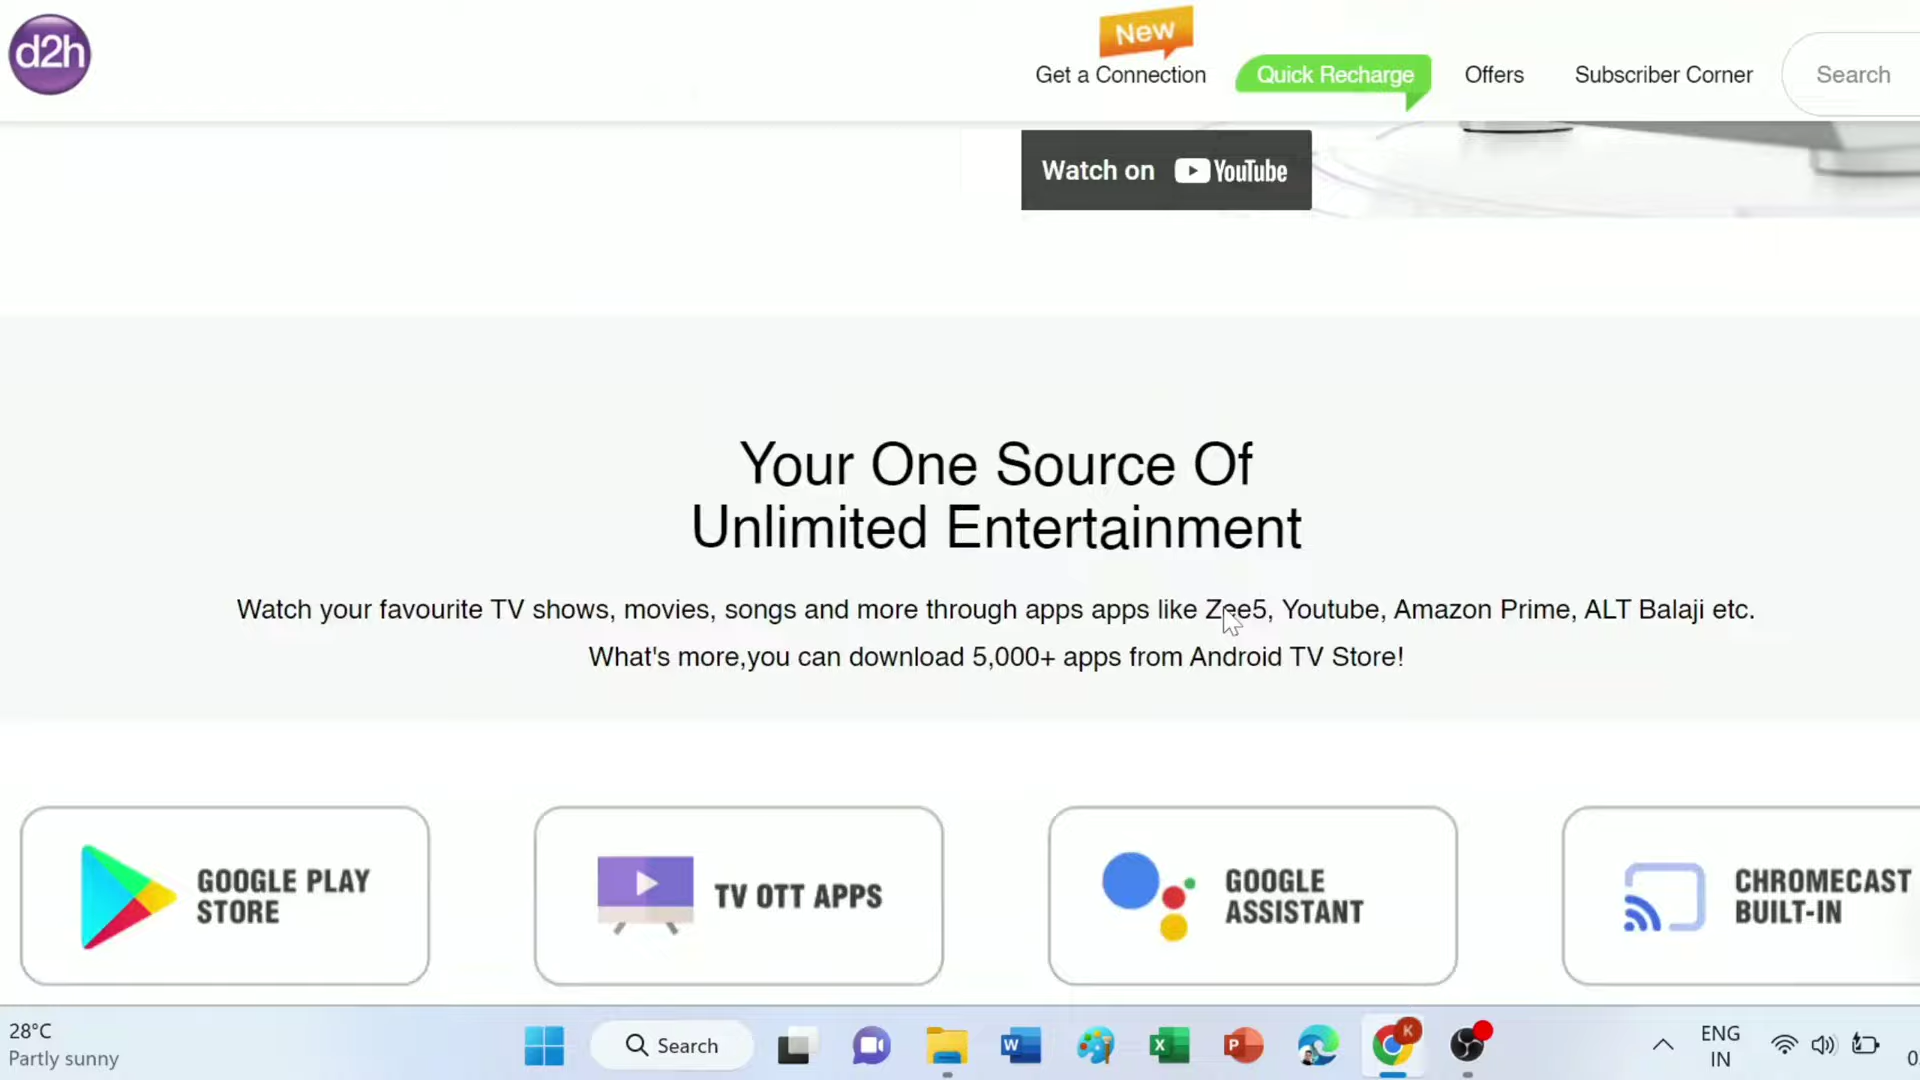 d2h
New
Get a Connection
Quick Recharge
Offers
Subscriber Corner
Search
Watch on YouTube
Your One Source Of
Unlimited Entertainment
Watch your favourite TV shows, movies, songs and more through apps apps like Zee5, Youtube, Amazon Prime, ALT Balaji etc.
What's more,you can download 5,000+ apps from Android TV Store!
GOOGLE PLAY
STORE
TV OTT APPS
GOOGLE
ASSISTANT
CHROMECAST
BUILT-IN
28°C
Partly sunny
Search
W
X
P
K
ENG
IN
0